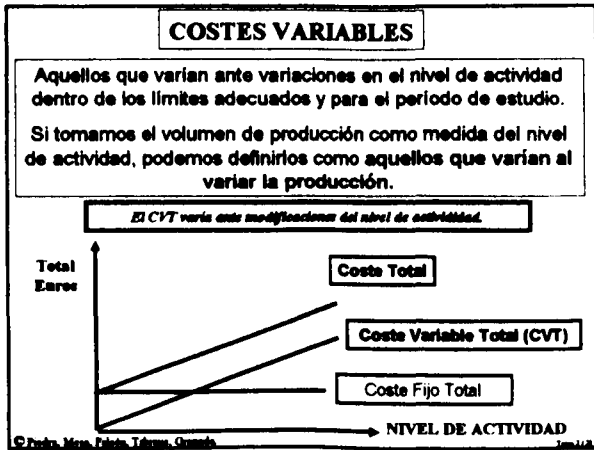 COSTES VARIABLES
Aquellos que varían ante variaciones en el nivel de actividad
dentro de los límites adecuados y para el período de estudio.
Si tomamos el volumen de producción como medida del nivel
de actividad, podemos definirlos como aquellos que varían al
variar la producción.
El CVT varía ante modificaciones del nivel de activididad.
Total
Euros
Coste Total
Coste Variable Total (CVT)
Coste Fijo Total
NIVEL DE ACTIVIDAD
©